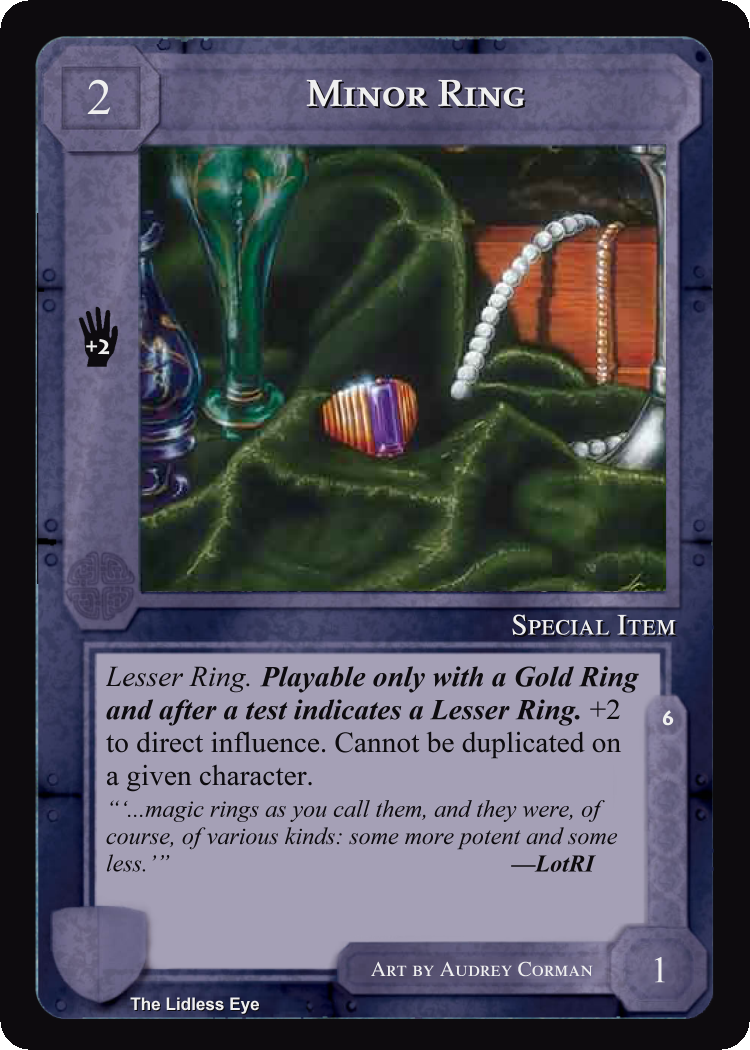 2
Minor Ring
+2
Special Item
Lesser Ring. Playable only with a Gold Ring
and after a test indicates a Lesser Ring. +2
to direct influence. Cannot be duplicated on
a given character.
6
“‘...magic rings as you call them, and they were, of
course, of various kinds: some more potent and some
less.’” —LotRI
Art by Audrey Corman
1
The Lidless Eye